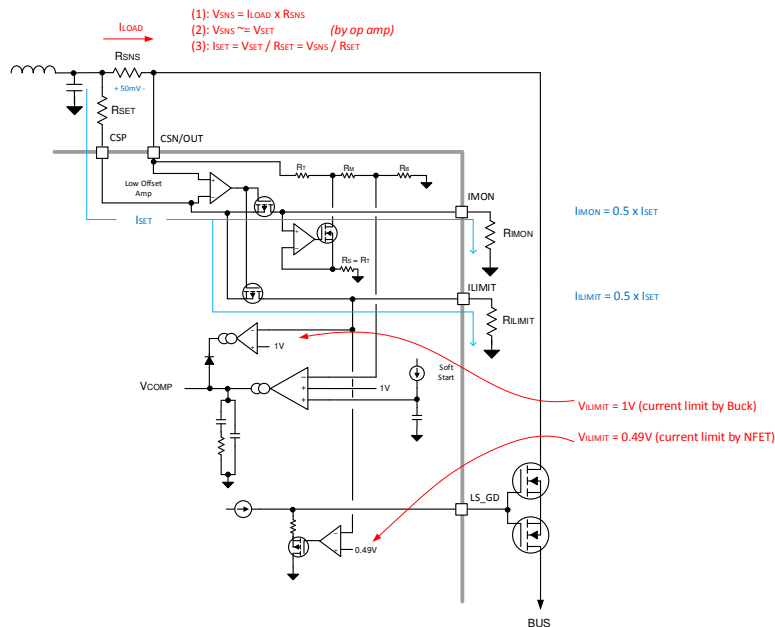 (1): VSNS = ILOAD x RSNS
(2): VSNS ~= VSET (by op amp)
(3): ISET = VSET / RSET = VSNS / RSET
ILOAD
RSNS
+ 50mV -
RSET
CSP
CSN/OUT
RT
RM
RB
Low Offset
Amp
IMON
ISET
RIMON
IMON = 0.5 x ISET
RS = RT
ILIMIT
ILIMIT = 0.5 x ISET
RILIMIT
1V
Soft
Start
VCOMP
1V
VILIMIT = 1V (current limit by Buck)
VILIMIT = 0.49V (current limit by NFET)
LS_GD
0.49V
BUS